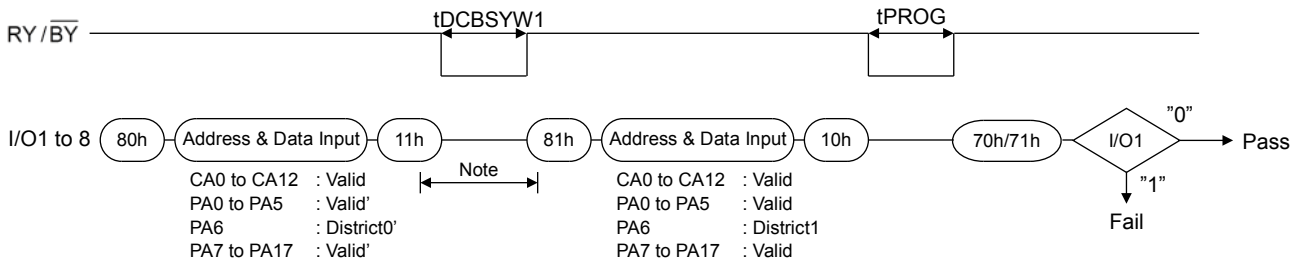 tDCBSYW1
tPROG
RY/BY
I/O1 to 8 80h Address & Data Input 11h 81h Address & Data Input 10h 70h/71h I/O1 ”0” Pass
Note
”1”
Fail
CA0 to CA12 : Valid
PA0 to PA5 : Valid’
PA6 : District0’
PA7 to PA17 : Valid’
CA0 to CA12 : Valid
PA0 to PA5 : Valid
PA6 : District1
PA7 to PA17 : Valid